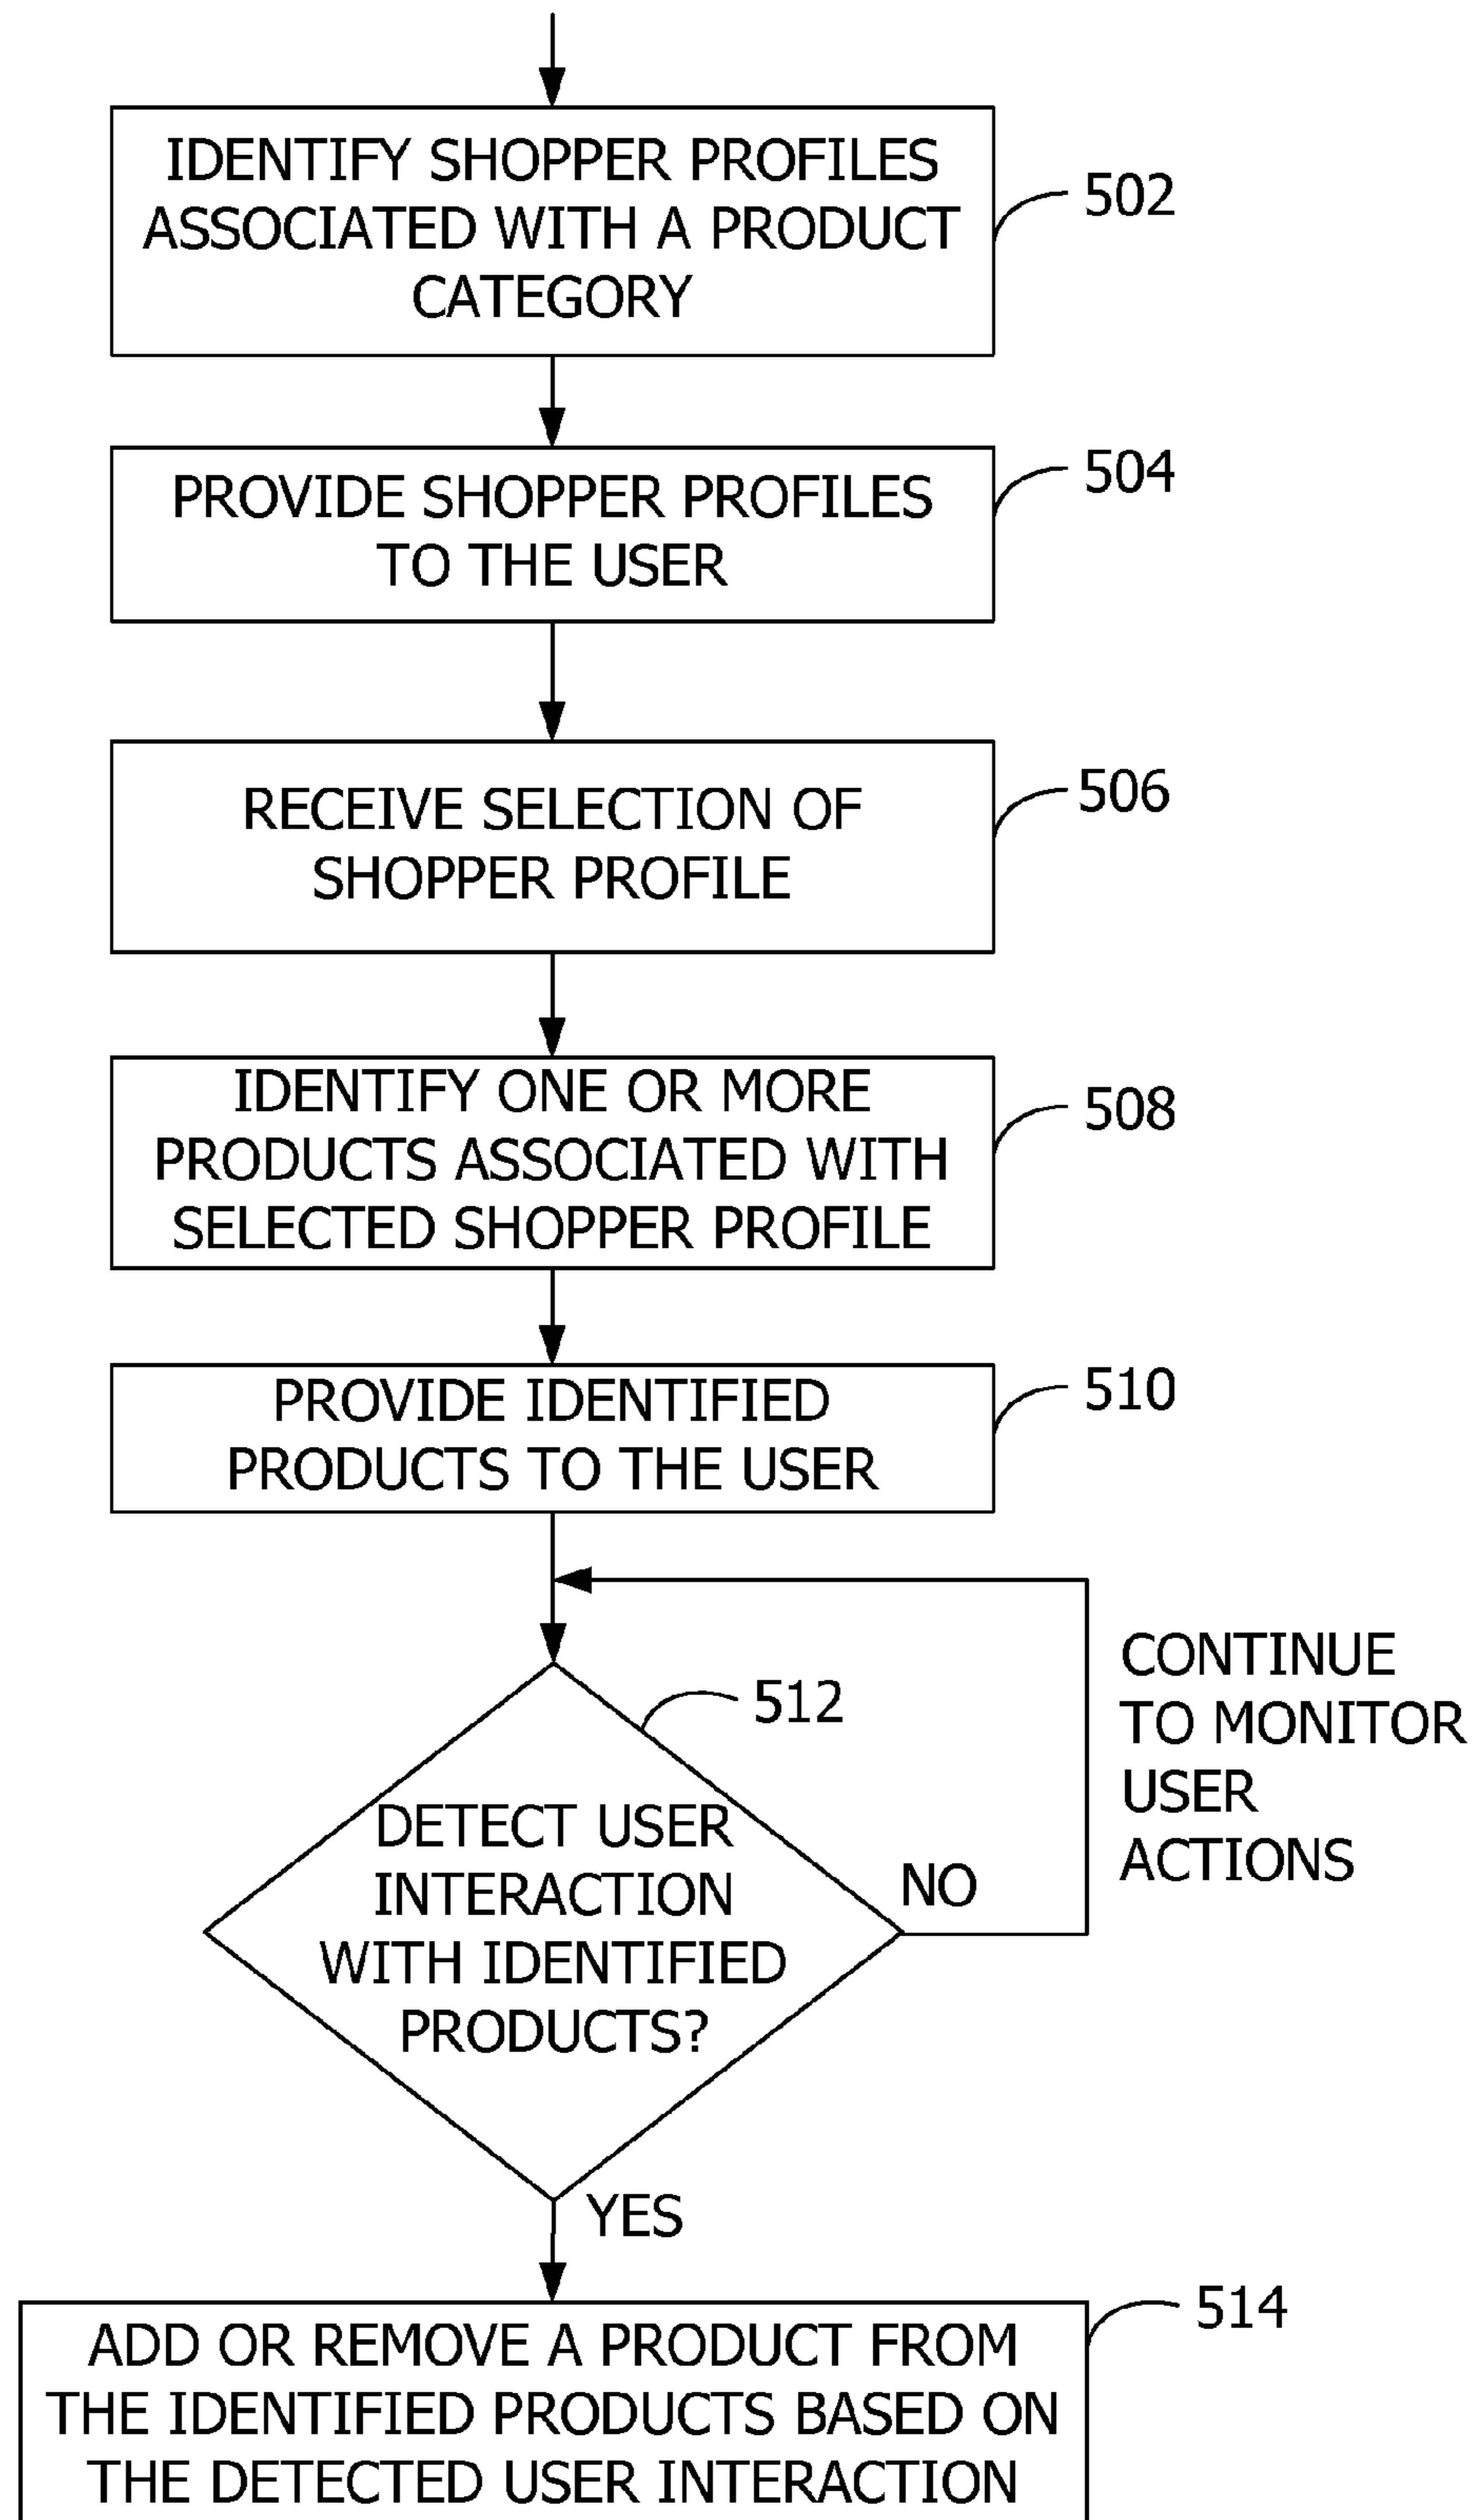 IDENTIFY SHOPPER PROFILES
ASSOCIATED WITH A PRODUCT
CATEGORY
502
PROVIDE SHOPPER PROFILES
TO THE USER
504
RECEIVE SELECTION OF
SHOPPER PROFILE
506
IDENTIFY ONE OR MORE
PRODUCTS ASSOCIATED WITH
SELECTED SHOPPER PROFILE
508
PROVIDE IDENTIFIED
PRODUCTS TO THE USER
510
512
DETECT USER
INTERACTION
WITH IDENTIFIED
PRODUCTS?
NO
CONTINUE
TO MONITOR
USER
ACTIONS
YES
514
ADD OR REMOVE A PRODUCT FROM
THE IDENTIFIED PRODUCTS BASED ON
THE DETECTED USER INTERACTION